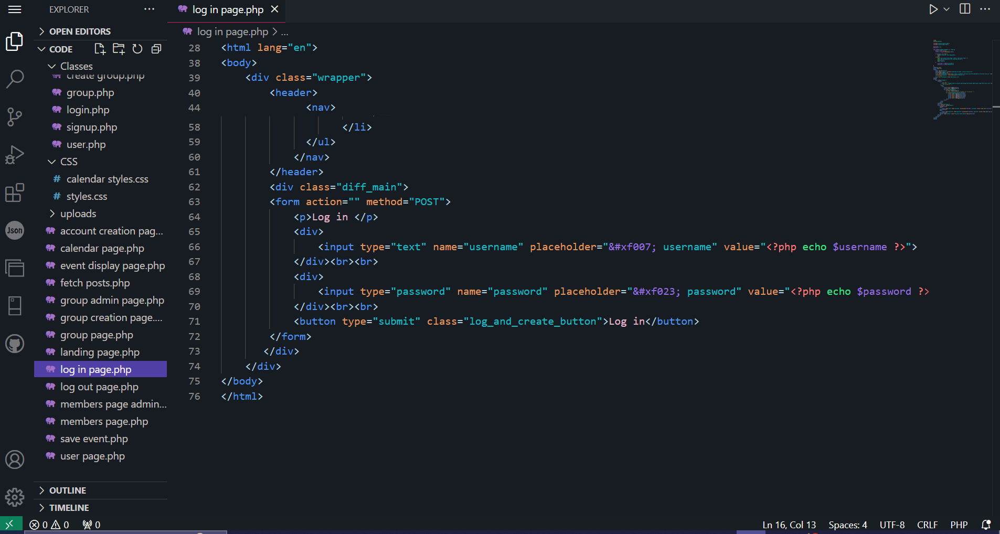 EXPLORER
OPEN EDITORS
CODE
Classes
create group.php
group.php
login.php
signup.php
user.php
CSS
# calendar styles.css
# styles.css
uploads
account creation pag...
calendar page.php
event display page.php
fetch posts.php
group admin page.php
group creation page....
group page.php
landing page.php
log in page.php
log out page.php
members page admin...
members page.php
save event.php
user page.php
OUTLINE
TIMELINE
Json
log in page.php
log in page.php > ...
28 <html lang="en">
38 <body>
39 <div class="wrapper">
40 <header>
44 <nav>
58 </li>
59 </ul>
60 </nav>
61 </header>
62 <div class="diff_main">
63 <form action="" method="POST">
64 <p>Log in </p>
65 <div>
66 <input type="text" name="username" placeholder="&#xf007; username" value="<?php echo $username ?>">
67 </div><br><br>
68 <div>
69 <input type="password" name="password" placeholder="&#xf023; password" value="<?php echo $password ?>
70 </div><br><br>
71 <button type="submit" class="log_and_create_button">Log in</button>
72 </form>
73 </div>
74 </div>
75 </body>
76 </html>
0 0 0
Ln 16, Col 13 Spaces: 4 UTF-8 CRLF PHP